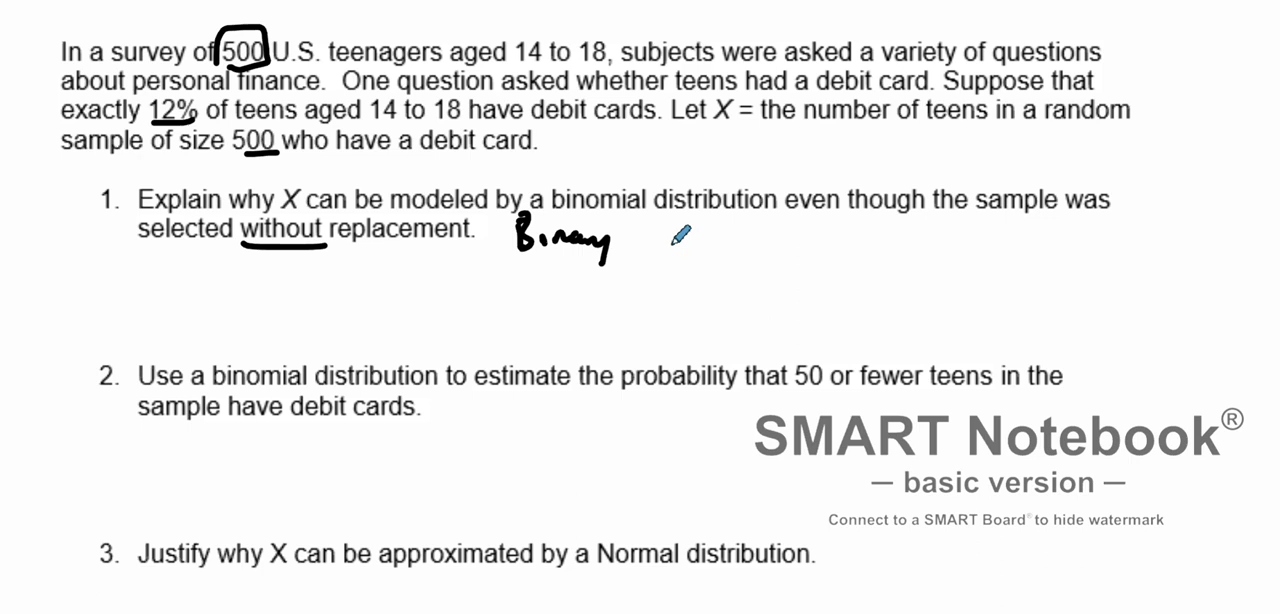 In a survey of 500 U.S. teenagers aged 14 to 18, subjects were asked a variety of questions
about personal finance. One question asked whether teens had a debit card. Suppose that
exactly 12% of teens aged 14 to 18 have debit cards. Let X = the number of teens in a random
sample of size 500 who have a debit card.
1. Explain why X can be modeled by a binomial distribution even though the sample was
selected without replacement. Binary
2. Use a binomial distribution to estimate the probability that 50 or fewer teens in the
sample have debit cards.
SMART Notebook®
— basic version —
Connect to a SMART Board® to hide watermark
3. Justify why X can be approximated by a Normal distribution.